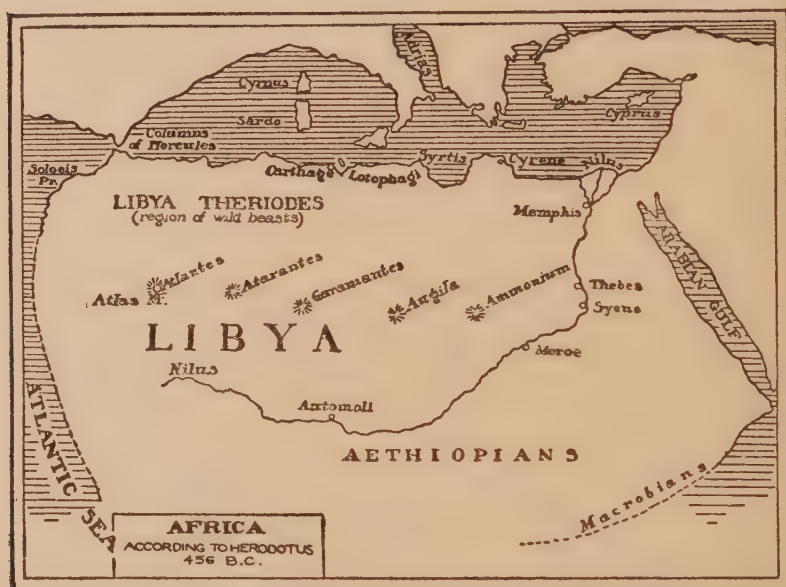 Adrias
Cyrnus
Sardo
Cyprus
Columns
of Hercules
Soloeis
Pr.
Carthage
Lotophagi
Syrtis
Cyrene
Nilus
LIBYA THERIODES
(region of wild beasts)
Memphis
ARABIAN GULF
Atlantes
Atlas M.
Atarantes
Garamantes
Augila
Ammonium
Thebes
Syene
LIBYA
Meroe
Nilus
Automoli
ATLANTIC SEA
AETHIOPIANS
Macrobians
AFRICA
ACCORDING TO HERODOTUS
456 B.C.